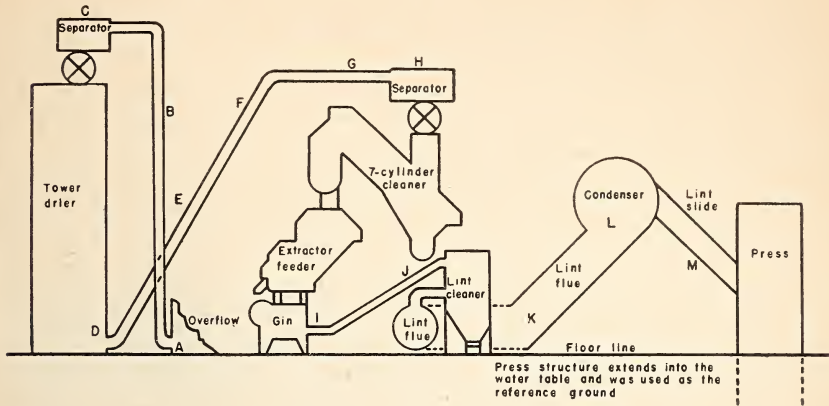 C
Separator
B
G
H
Separator
F
E
Tower
drier
7-cylinder
cleaner
Condenser
L
Lint
slide
Extractor
feeder
J
Lint
cleaner
Lint
flue
M
Press
D
Overflow
A
Gin
I
Lint
flue
K
Floor line
Press structure extends into the
water table and was used as the
reference ground